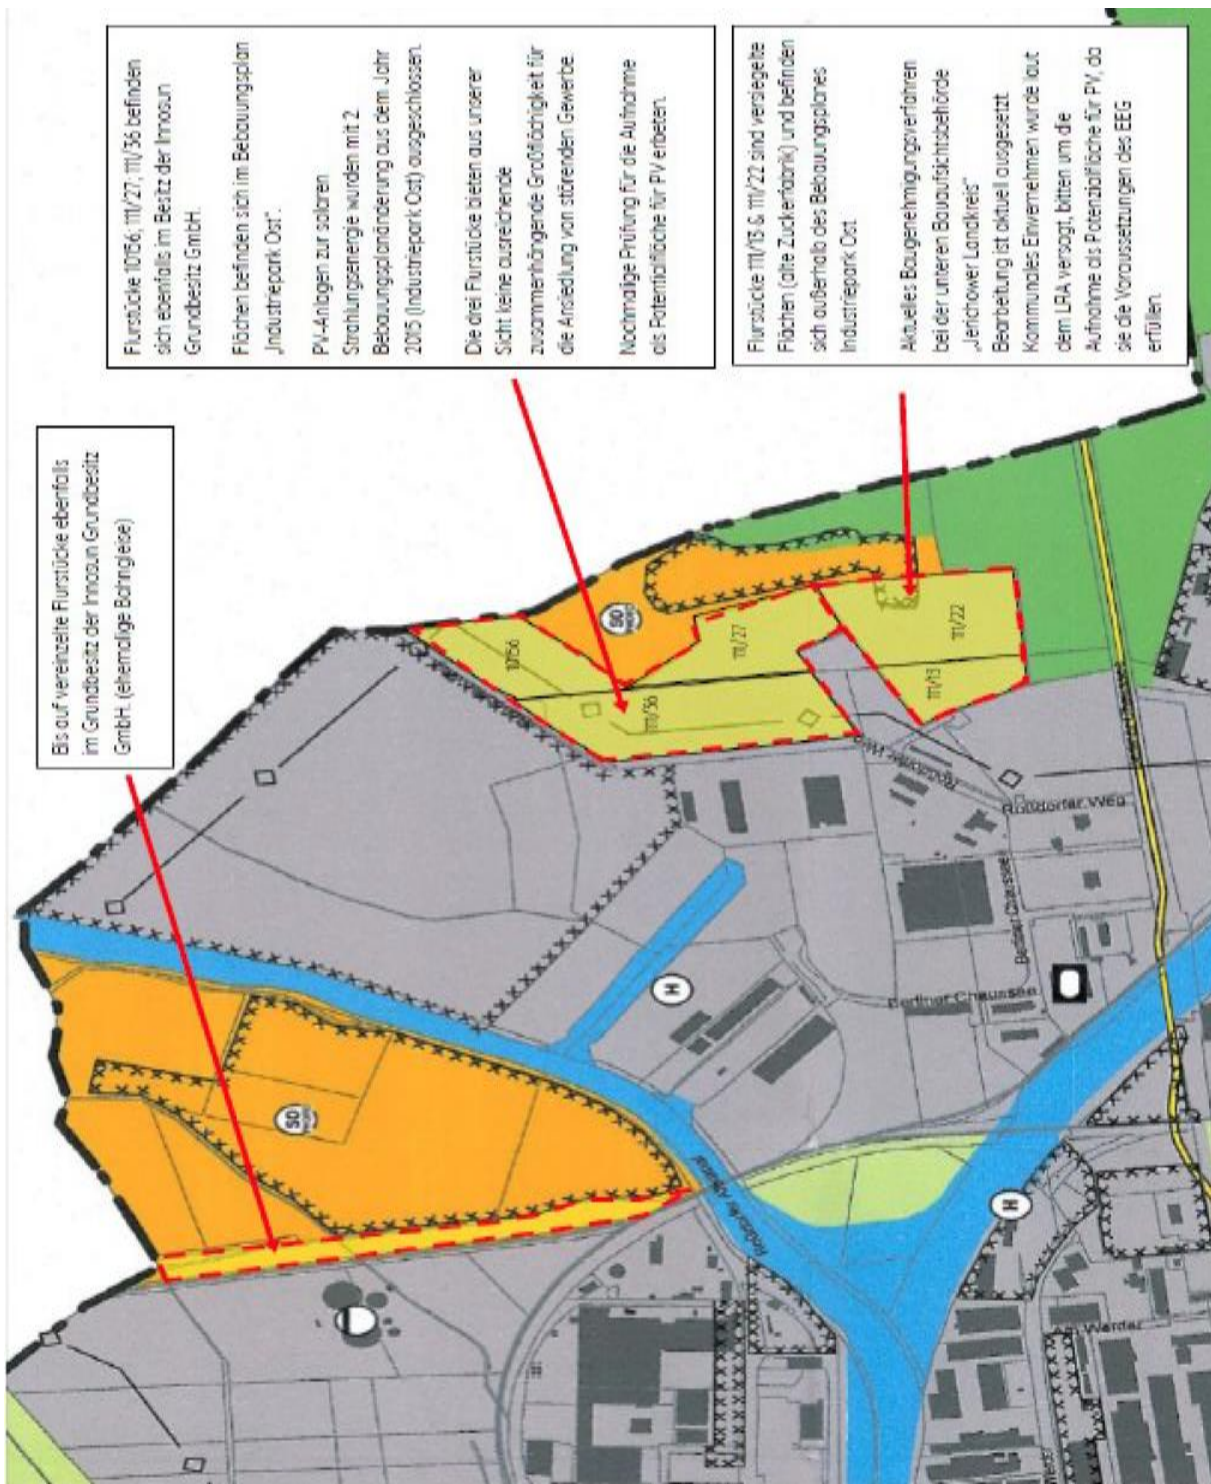 Bis auf vereinzelte Flurstücke ebenfalls
im Grundbesitz der Innosun Grundbesitz
GmbH. (ehemalige Bahngleise)
Flurstücke 10156; 111/27; 111/36 befinden
sich ebenfalls im Besitz der Innosun
Grundbesitz GmbH.
Flächen befinden sich im Bebauungsplan
„Industriepark Ost".
PV-Anlagen zur solaren
Strahlungsenergie wurden mit 2
Bebauungsplanänderung aus dem Jahr
2015 (Industriepark Ost) ausgeschlossen.
Die drei Flurstücke bieten aus unserer
Sicht keine ausreichende
zusammenhängende Großflächigkeit für
die Ansiedlung von störenden Gewerbe.
Nochmalige Prüfung für die Aufnahme
als Potentialfläche für PV erbeten.
Flurstücke 111/13 & 111/22 sind versiegelte
Flächen (alte Zuckerfabrik) und befinden
sich außerhalb des Bebauungsplanes
Industriepark Ost.
Aktuelles Baugenehmigungsverfahren
bei der unteren Bauaufsichtsbehörde
„Jerichower Landkreis"
Bearbeitung ist aktuell ausgesetzt.
Kommunales Einvernehmen wurde laut
dem LRA versagt, bitten um die
Aufnahme als Potenzialfläche für PV, da
sie die Voraussetzungen des EEG
erfüllen.
10156
111/36
111/27
111/13
111/22
SO
SO
H
H
Roßdorfer Altkanal
Roßdorfer Weg
Roßdorfer Weg
Berliner Chaussee
Berliner Chaussee
Werder